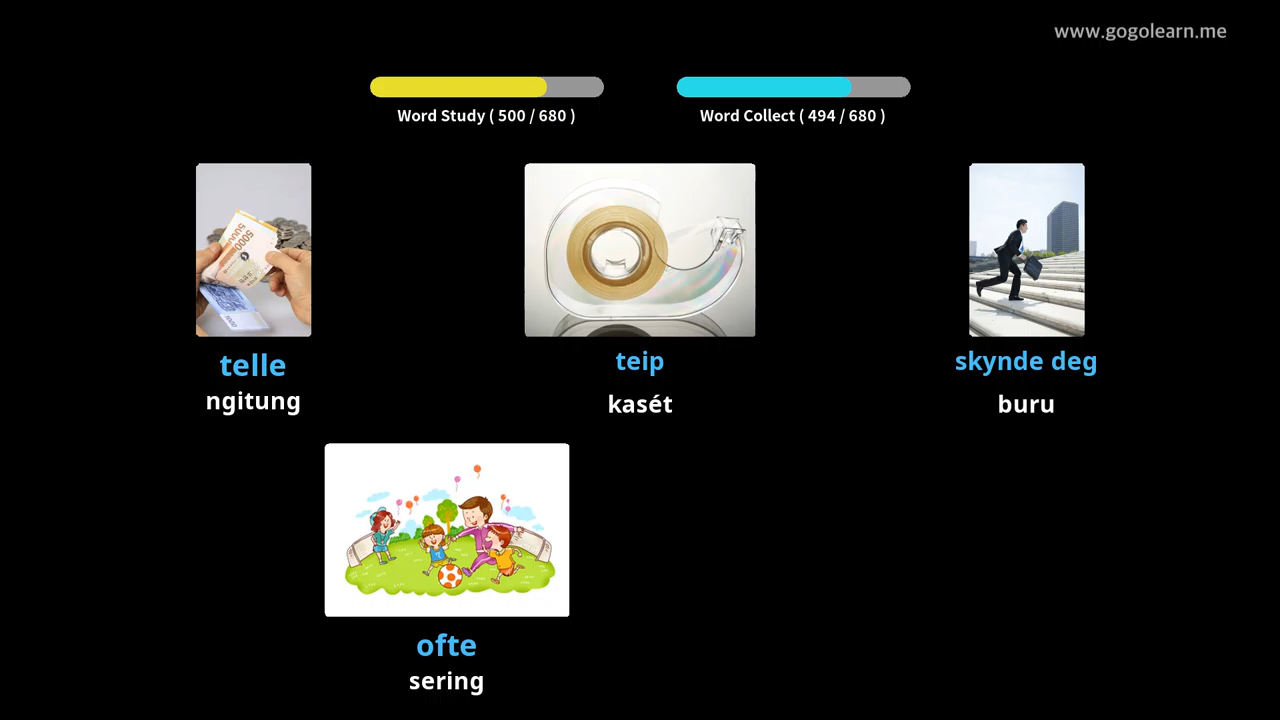 www.gogolearn.me
Word Study ( 500 / 680 )
Word Collect ( 494 / 680 )
telle
ngitung
teip
kasét
skynde deg
buru
ofte
sering